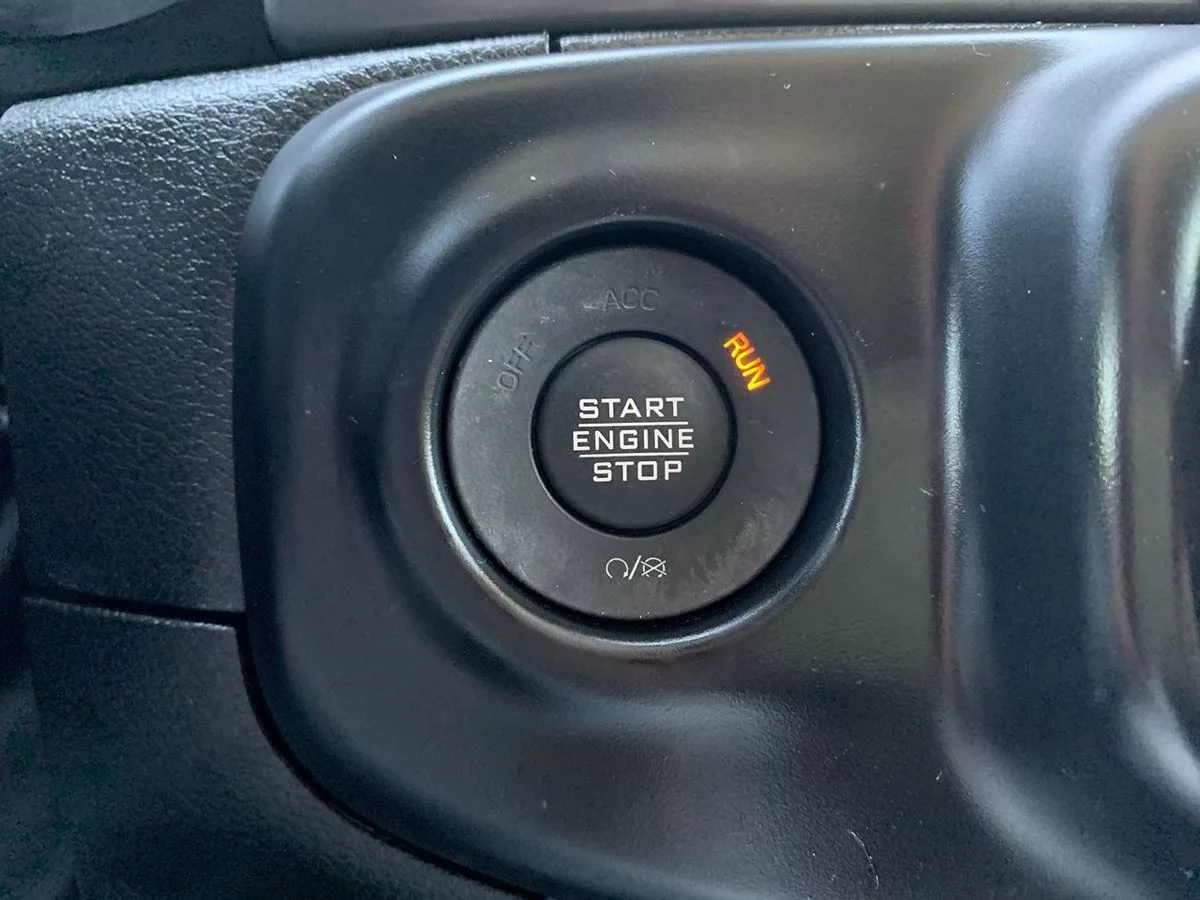 ACC
OFF
RUN
START
ENGINE
STOP